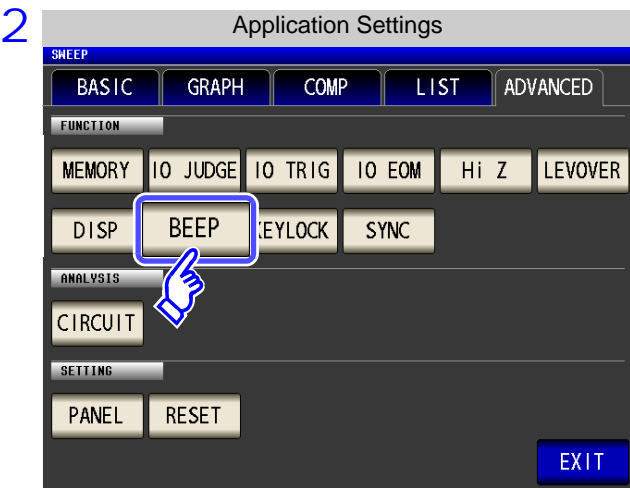 2
Application Settings
SWEEP
BASIC GRAPH COMP LIST ADVANCED
FUNCTION
MEMORY IO JUDGE IO TRIG IO EOM Hi Z LEVOVER
DISP BEEP KEYLOCK SYNC
ANALYSIS
CIRCUIT
SETTING
PANEL RESET
EXIT